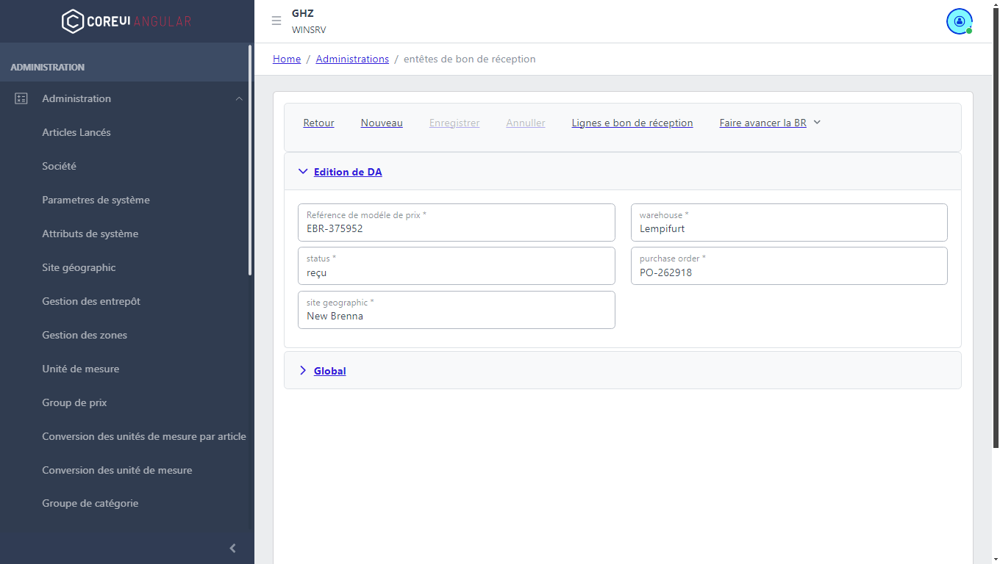 COREUI ANGULAR
ADMINISTRATION
Administration
Articles Lancés
Société
Parametres de système
Attributs de système
Site géographic
Gestion des entrepôt
Gestion des zones
Unité de mesure
Group de prix
Conversion des unités de mesure par article
Conversion des unité de mesure
Groupe de catégorie
GHZ
WINSRV
Home / Administrations / entêtes de bon de réception
Retour Nouveau Enregistrer Annuller Lignes e bon de réception Faire avancer la BR
Edition de DA
Reférence de modéle de prix * warehouse *
EBR-375952 Lempifurt
status * purchase order *
reçu PO-262918
site geographic *
New Brenna
Global